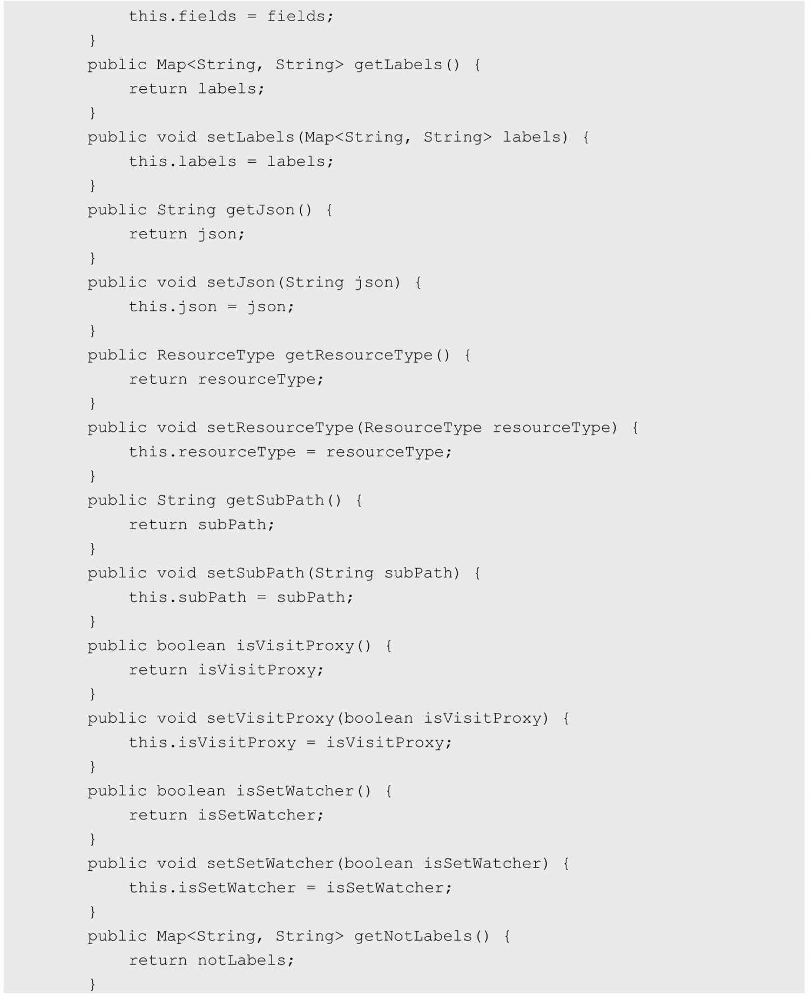 this.fields = fields;
}
public Map<String, String> getLabels() {
return labels;
}
public void setLabels(Map<String, String> labels) {
this.labels = labels;
}
public String getJson() {
return json;
}
public void setJson(String json) {
this.json = json;
}
public ResourceType getResourceType() {
return resourceType;
}
public void setResourceType(ResourceType resourceType) {
this.resourceType = resourceType;
}
public String getSubPath() {
return subPath;
}
public void setSubPath(String subPath) {
this.subPath = subPath;
}
public boolean isVisitProxy() {
return isVisitProxy;
}
public void setVisitProxy(boolean isVisitProxy) {
this.isVisitProxy = isVisitProxy;
}
public boolean isSetWatcher() {
return isSetWatcher;
}
public void setSetWatcher(boolean isSetWatcher) {
this.isSetWatcher = isSetWatcher;
}
public Map<String, String> getNotLabels() {
return notLabels;
}